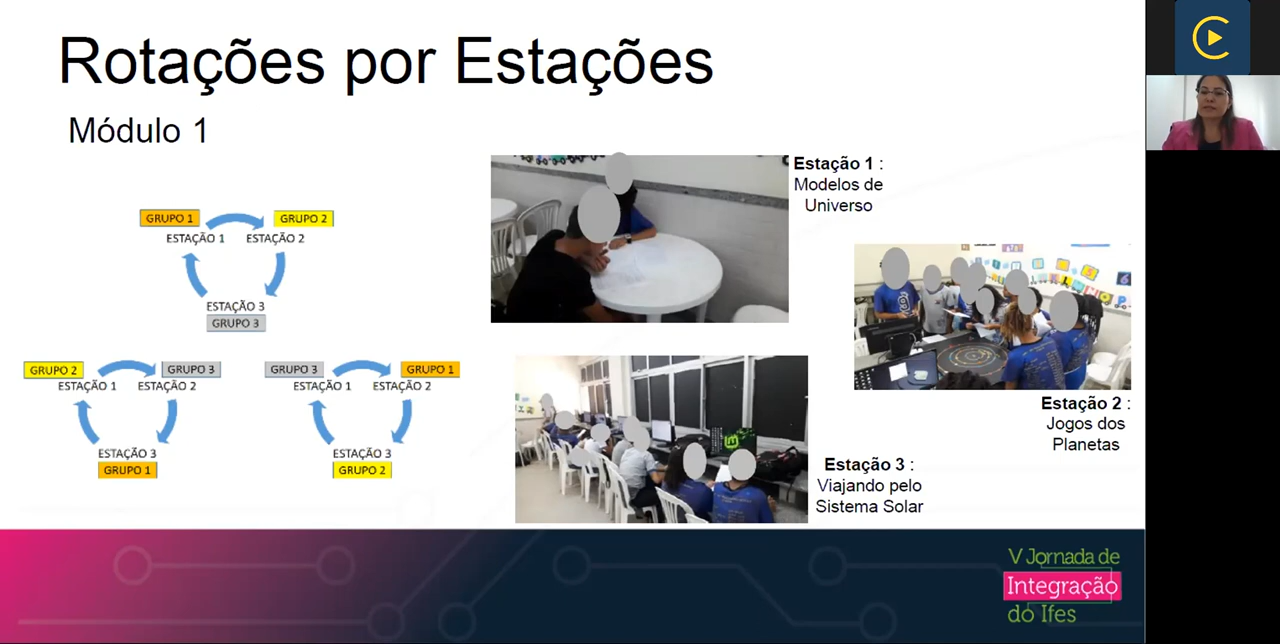 Rotações por Estações
Módulo 1
GRUPO 1
GRUPO 2
ESTAÇÃO 1
ESTAÇÃO 2
ESTAÇÃO 3
GRUPO 3
GRUPO 2
GRUPO 3
ESTAÇÃO 1
ESTAÇÃO 2
ESTAÇÃO 3
GRUPO 1
GRUPO 3
GRUPO 1
ESTAÇÃO 1
ESTAÇÃO 2
ESTAÇÃO 3
GRUPO 2
Estação 1 :
Modelos de
Universo
Estação 2 :
Jogos dos
Planetas
Estação 3 :
Viajando pelo
Sistema Solar
V Jornada de
Integração
do Ifes